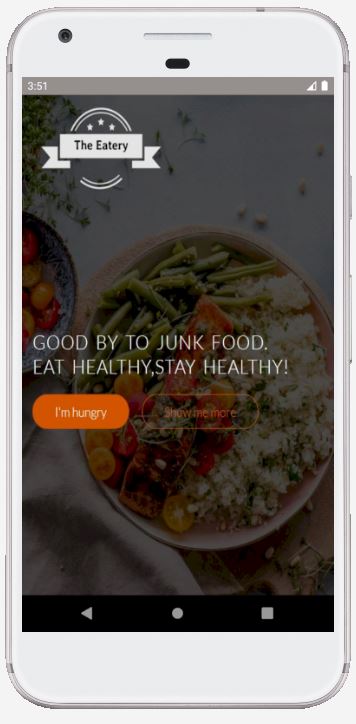 3:51
The Eatery
GOOD BY TO JUNK FOOD.
EAT HEALTHY,STAY HEALTHY!
I'm hungry
Show me more